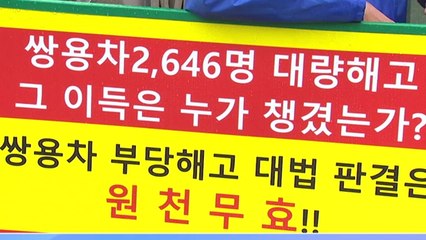 쌍용차2,646명 대량해고
그 이득은 누가 챙겼는가?
쌍용차 부당해고 대법 판결은
원천무효!!